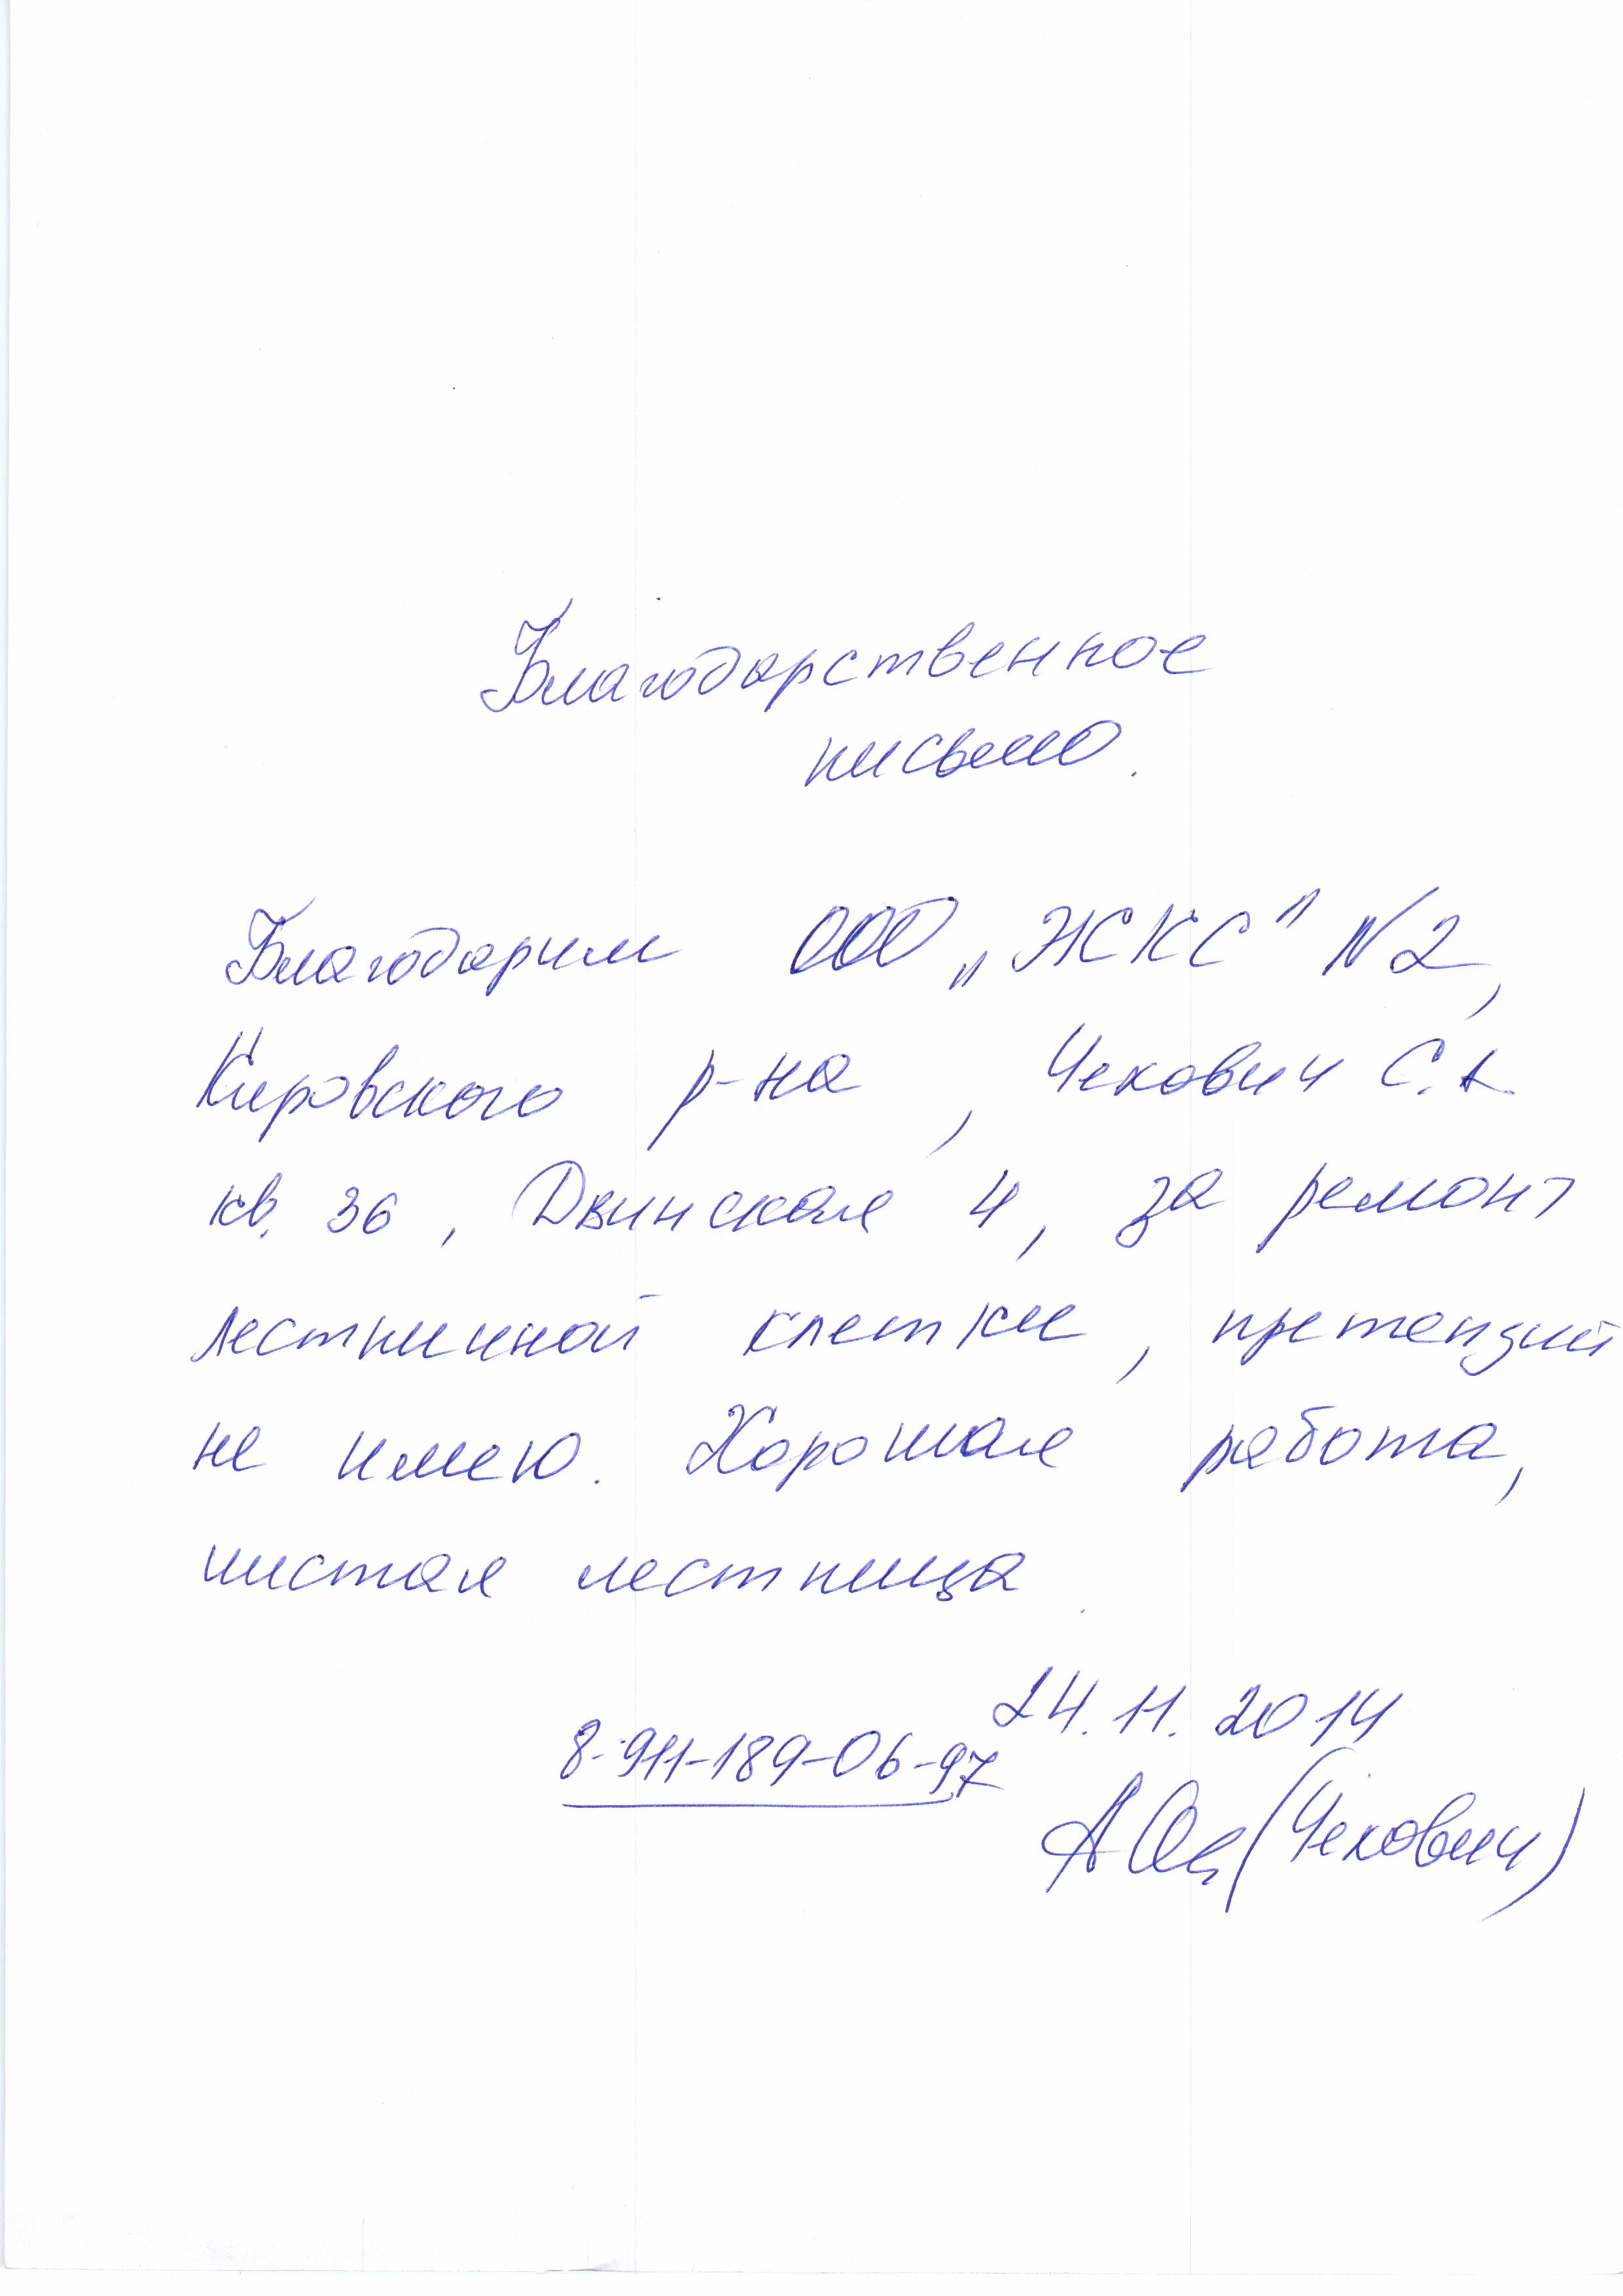 Благодарственное
письмо.
Благодарим ООО „ЖКС" N2,
Кировского р-на, Чекович С.А
кв. 36, Двинская 4, за ремонт
лестничной клетки, претензий
не имею. Хорошая работа,
чистая лестница.
24.11.2014
8-911-189-06-97
(Чекович)